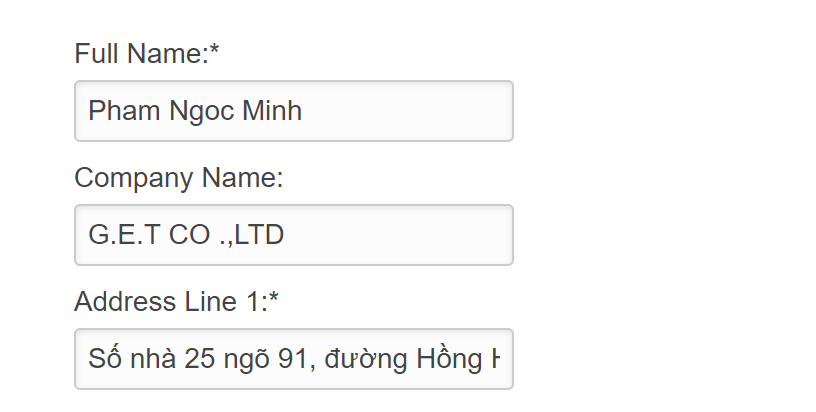 Full Name:*
Pham Ngoc Minh
Company Name:
G.E.T CO .,LTD
Address Line 1:*
Số nhà 25 ngõ 91, đường Hồng